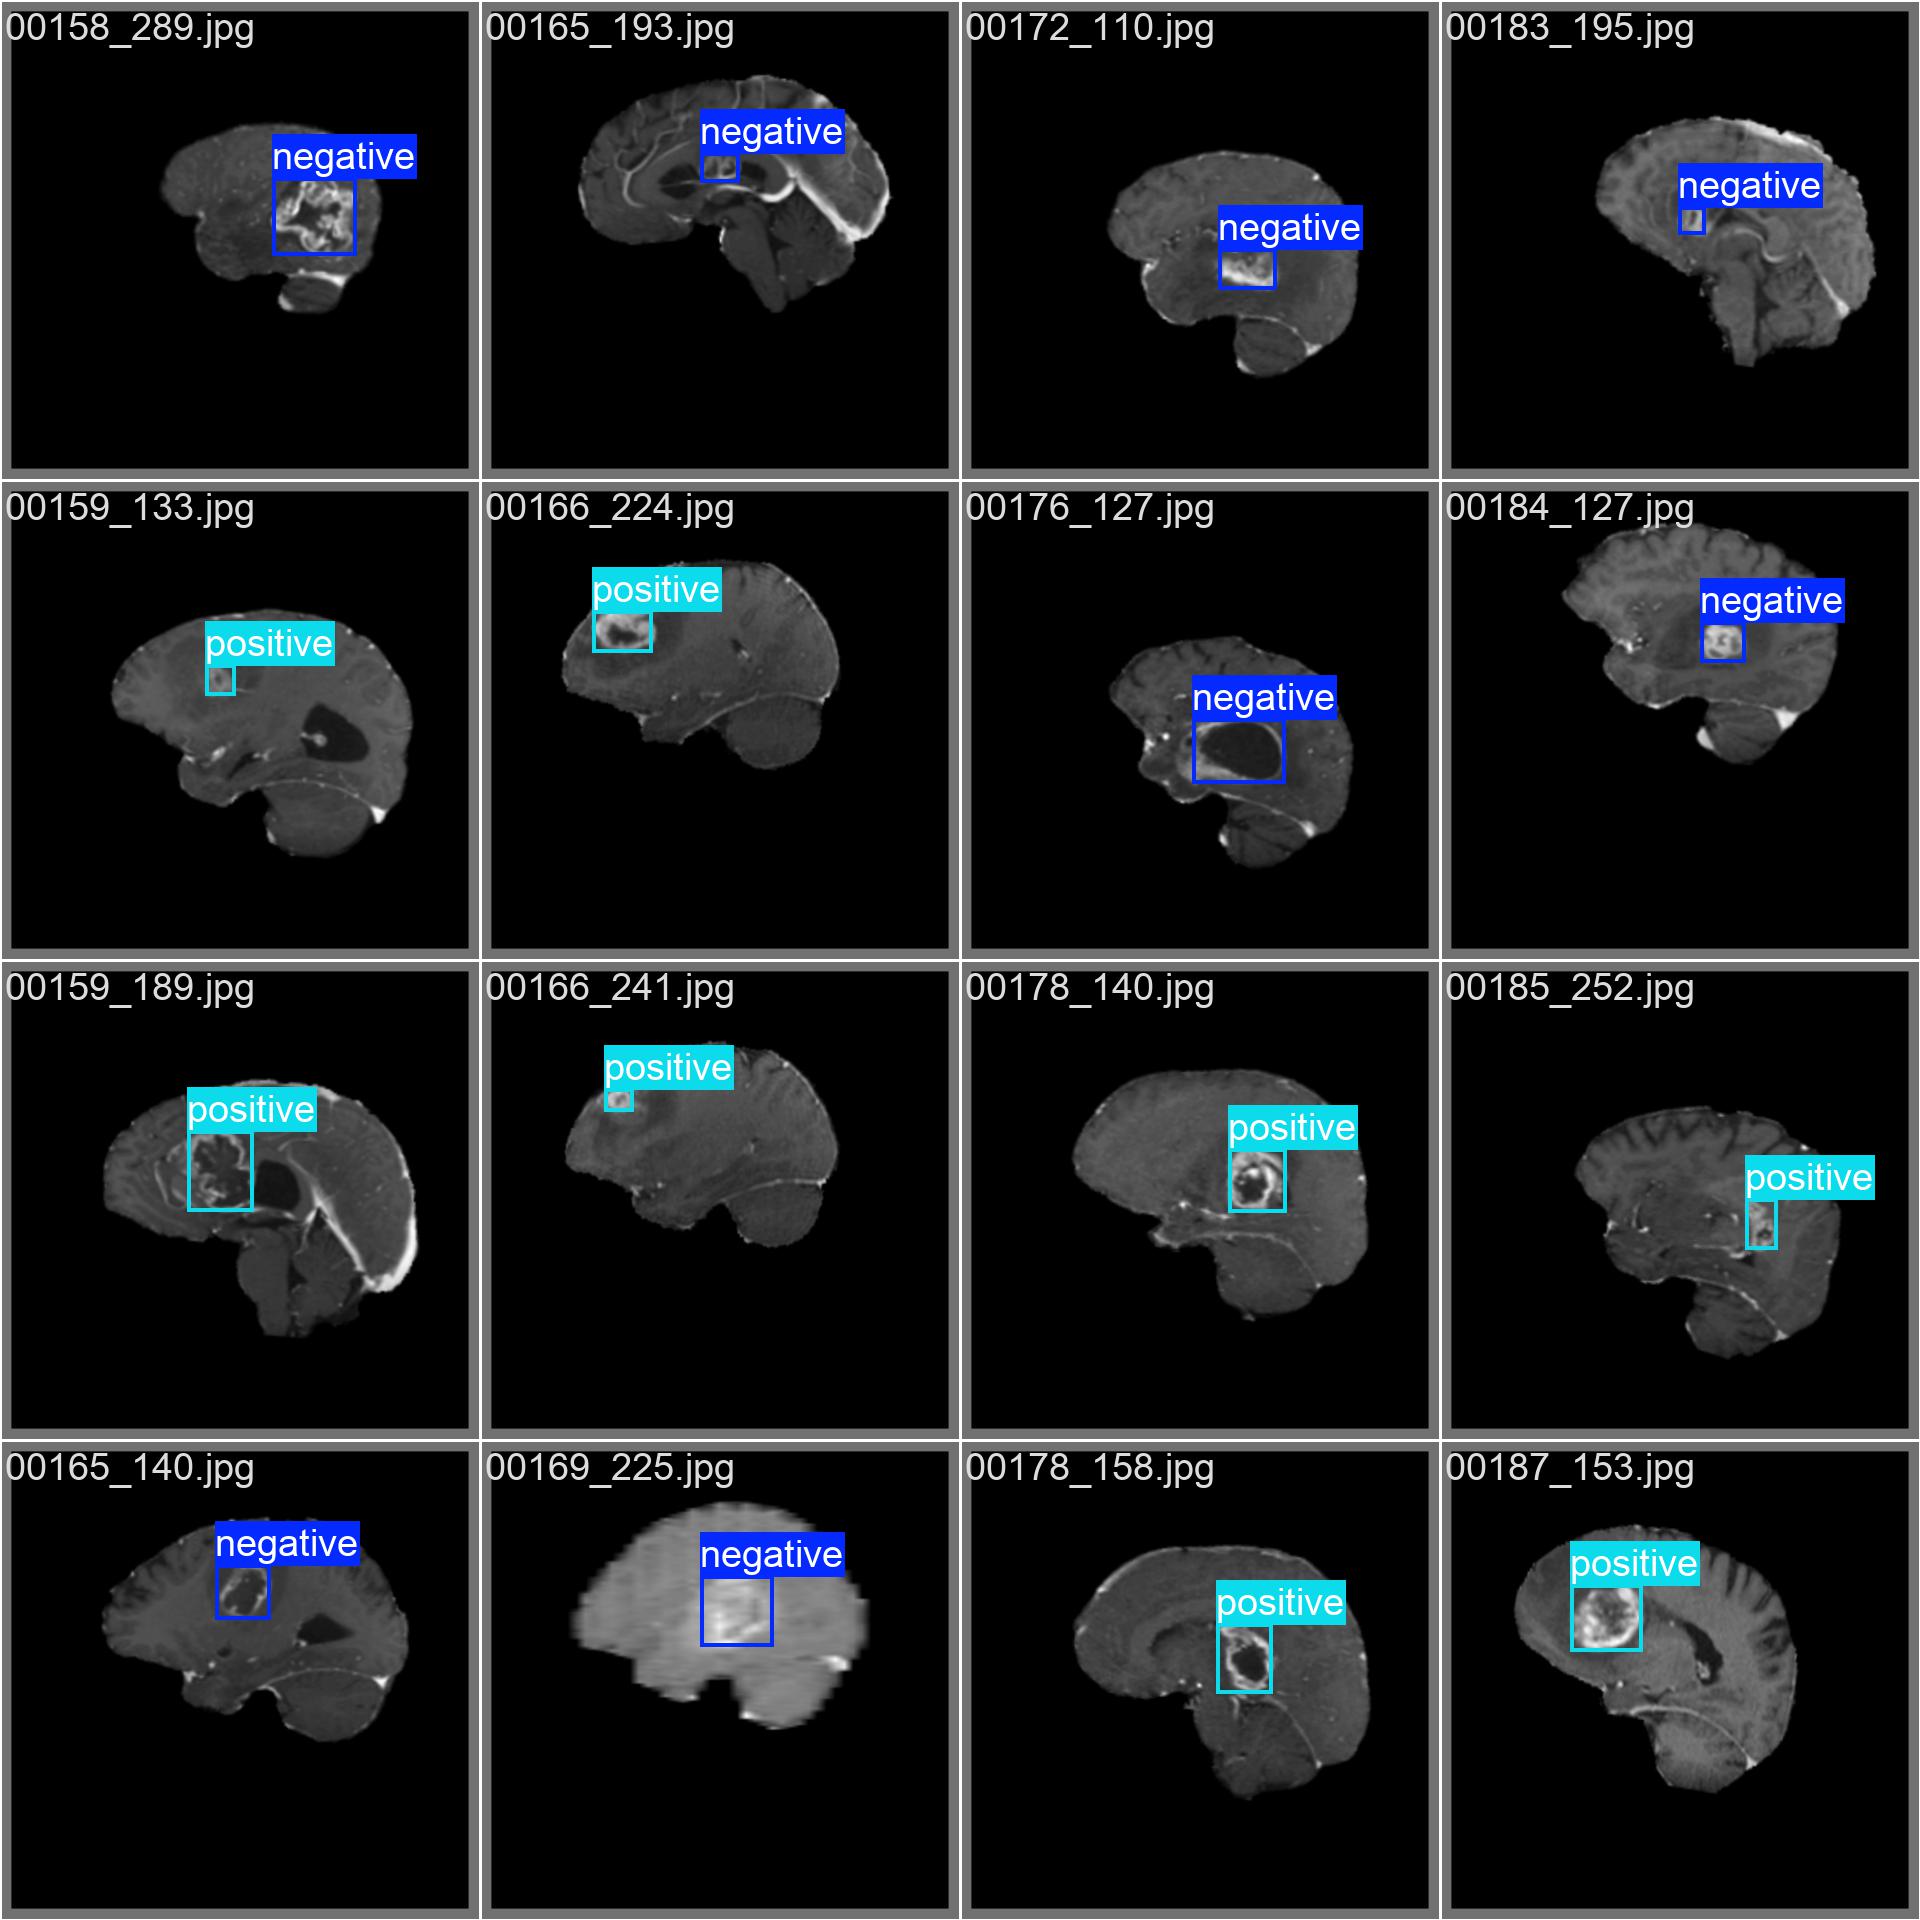 00158_289.jpg
negative
00165_193.jpg
negative
00172_110.jpg
negative
00183_195.jpg
negative
00159_133.jpg
positive
00166_224.jpg
positive
00176_127.jpg
negative
00184_127.jpg
negative
00159_189.jpg
positive
00166_241.jpg
positive
00178_140.jpg
positive
00185_252.jpg
positive
00165_140.jpg
negative
00169_225.jpg
negative
00178_158.jpg
positive
00187_153.jpg
positive